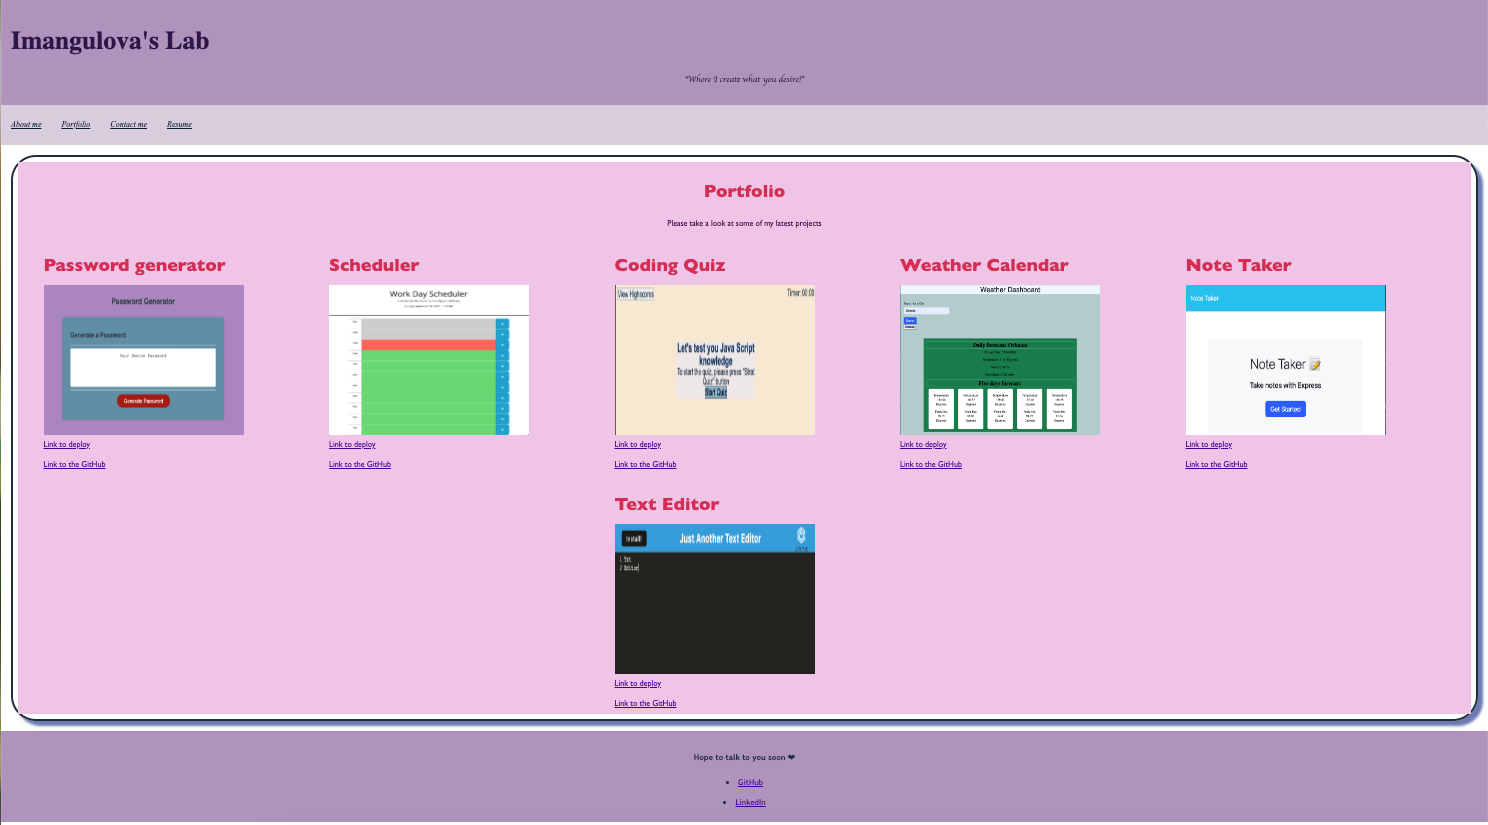 Imangulova's Lab
"Where I create what you desire!"
About me Portfolio Contact me Resume
Portfolio
Please take a look at some of my latest projects
Password generator
Password Generator
Generate a Password
Your Secure Password
Generate Password
Link to deploy
Link to the GitHub
Scheduler
Work Day Scheduler
Link to deploy
Link to the GitHub
Coding Quiz
View Highscores
Timer: 00:00
Let's test you Java Script
knowledge
To start the quiz, please press "Strat
Quiz" button
Start Quiz
Link to deploy
Link to the GitHub
Weather Calendar
Weather Dashboard
Five days forecast:
Link to deploy
Link to the GitHub
Note Taker
Note Taker
Note Taker 📝
Take notes with Express
Get Started
Link to deploy
Link to the GitHub
Text Editor
Install!
Just Another Text Editor
Link to deploy
Link to the GitHub
Hope to talk to you soon ❤
• GitHub
• LinkedIn